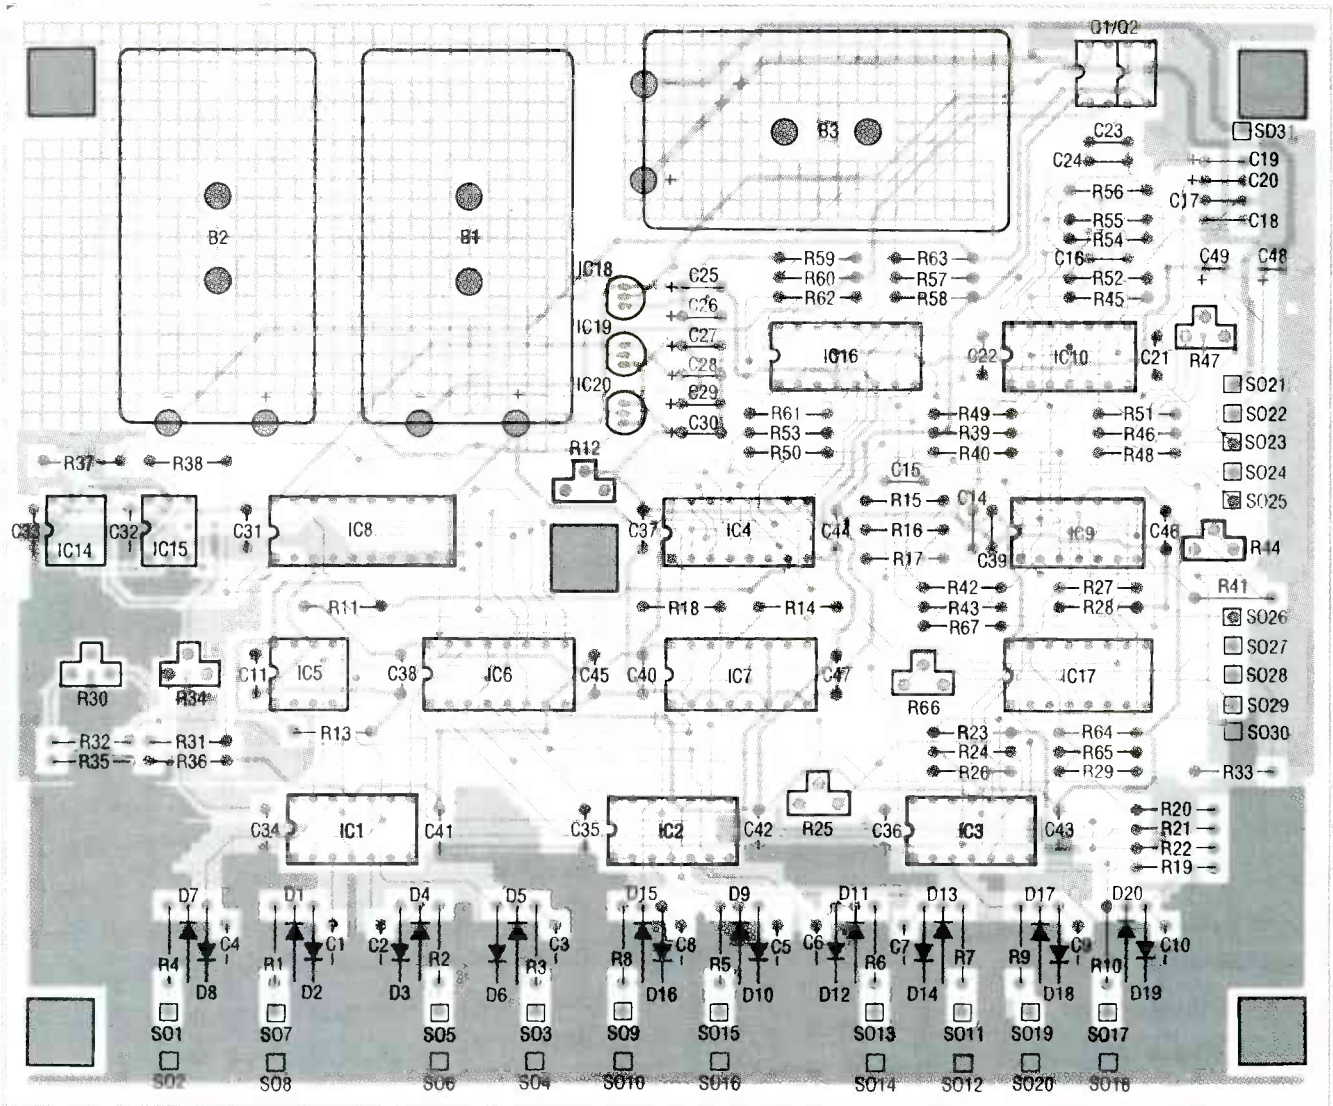 Q1/Q2
C23
SD31
C24
C19
C20
R56
C17
R55
C18
R54
B3
B2
B1
C16
C49
C48
R59
R63
R60
R57
R52
R62
R58
R45
IC18
C25
C26
IC19
C27
C28
IC20
C29
C30
IC16
C22
IC10
C21
R47
SO21
SO22
SO23
SO24
SO25
R61
R49
R51
R53
R39
R46
R50
R40
R48
R12
R37
R38
C15
R15
C14
R16
R17
C33
IC14
C32
IC15
C31
IC8
C37
IC4
C44
C39
IC9
C46
R44
R42
R27
R41
R11
R18
R14
R43
R28
R67
SO26
SO27
SO28
SO29
SO30
R30
R34
C11
IC5
C38
IC6
C45
C40
IC7
C47
R66
IC17
R32
R31
R13
R23
R64
R35
R36
R24
R65
R26
R29
R33
C34
IC1
C41
C35
IC2
C42
R25
C36
IC3
C43
R20
R21
R22
R19
D7
D1
D4
D5
D15
D9
D11
D13
D17
D20
C4
C1
C2
C3
C8
C5
C6
C7
C9
C10
R4
R1
R2
R3
R8
R5
R6
R7
R9
R10
D8
D2
D3
D6
D16
D10
D12
D14
D18
D19
SO1
SO7
SO5
SO3
SO9
SO15
SO13
SO11
SO19
SO17
SO2
SO8
SO6
SO4
SO10
SO16
SO14
SO12
SO20
SO18